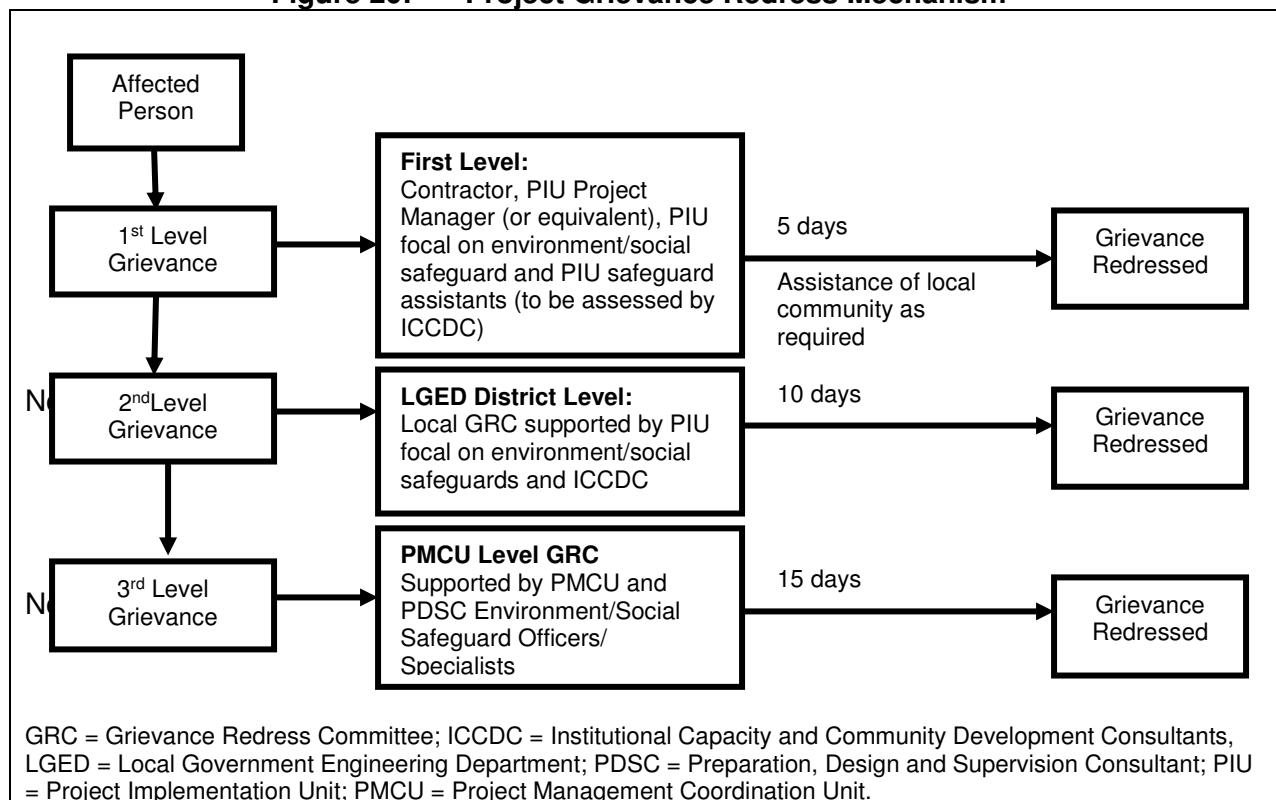 Project Grievance Redress Mechanism
Affected
Person
First Level:
Contractor, PIU Project
Manager (or equivalent), PIU
focal on environment/social
safeguard and PIU safeguard
assistants (to be assessed by
ICCDC)
1st Level
Grievance
5 days
Assistance of local
community as
required
Grievance
Redressed
2ndLevel
Grievance
LGED District Level:
Local GRC supported by PIU
focal on environment/social
safeguards and ICCDC
10 days
Grievance
Redressed
3rd Level
Grievance
PMCU Level GRC
Supported by PMCU and
PDSC Environment/Social
Safeguard Officers/
Specialists
15 days
Grievance
Redressed
GRC = Grievance Redress Committee; ICCDC = Institutional Capacity and Community Development Consultants,
LGED = Local Government Engineering Department; PDSC = Preparation, Design and Supervision Consultant; PIU
= Project Implementation Unit; PMCU = Project Management Coordination Unit.